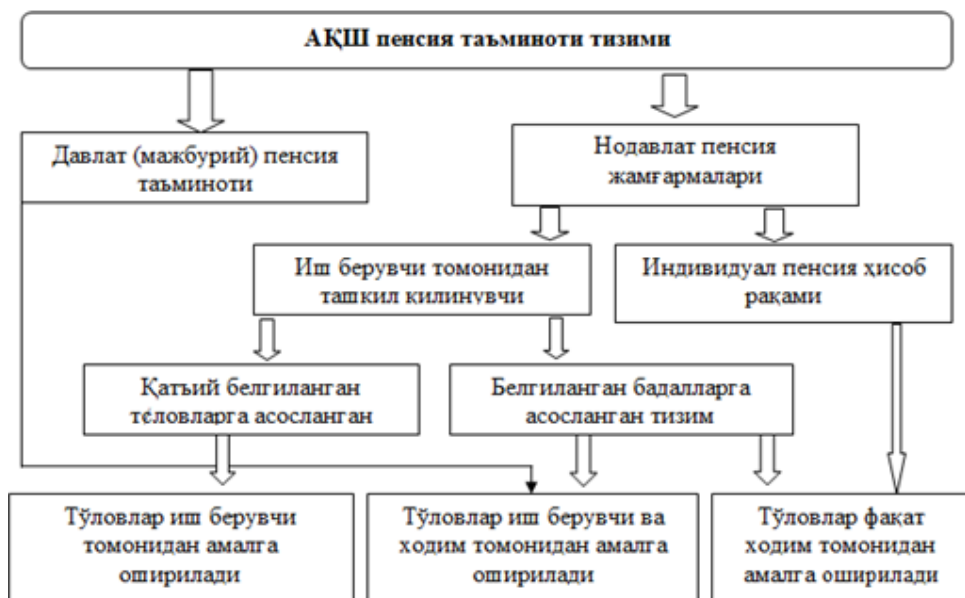 АҚШ пенсия таъминоти тизими
Давлат (мажбурий) пенсия
таъминоти
Нодавлат пенсия
жамғармалари
Иш берувчи томонидан
ташкил қилинувчи
Индивидуал пенсия ҳисоб
рақами
Қатъий белгиланган
тўловларга асосланган
Белгиланган бадалларга
асосланган тизим
Тўловлар иш берувчи
томонидан амалга
оширилади
Тўловлар иш берувчи ва
ходим томонидан амалга
оширилади
Тўловлар фақат
ходим томонидан
амалга оширилади